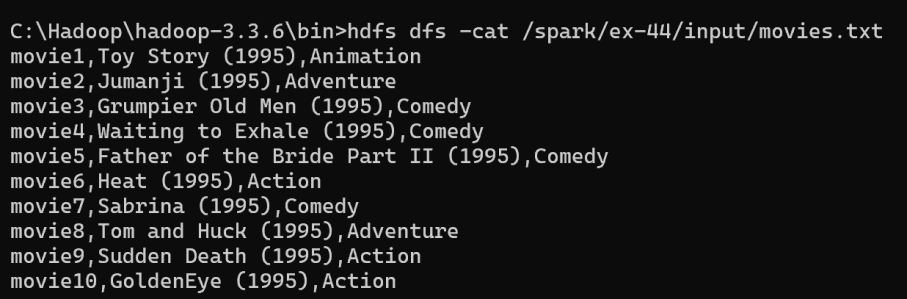 C:\Hadoop\hadoop-3.3.6\bin>hdfs dfs -cat /spark/ex-44/input/movies.txt
movie1,Toy Story (1995),Animation
movie2,Jumanji (1995),Adventure
movie3,Grumpier Old Men (1995),Comedy
movie4,Waiting to Exhale (1995),Comedy
movie5,Father of the Bride Part II (1995),Comedy
movie6,Heat (1995),Action
movie7,Sabrina (1995),Comedy
movie8,Tom and Huck (1995),Adventure
movie9,Sudden Death (1995),Action
movie10,GoldenEye (1995),Action